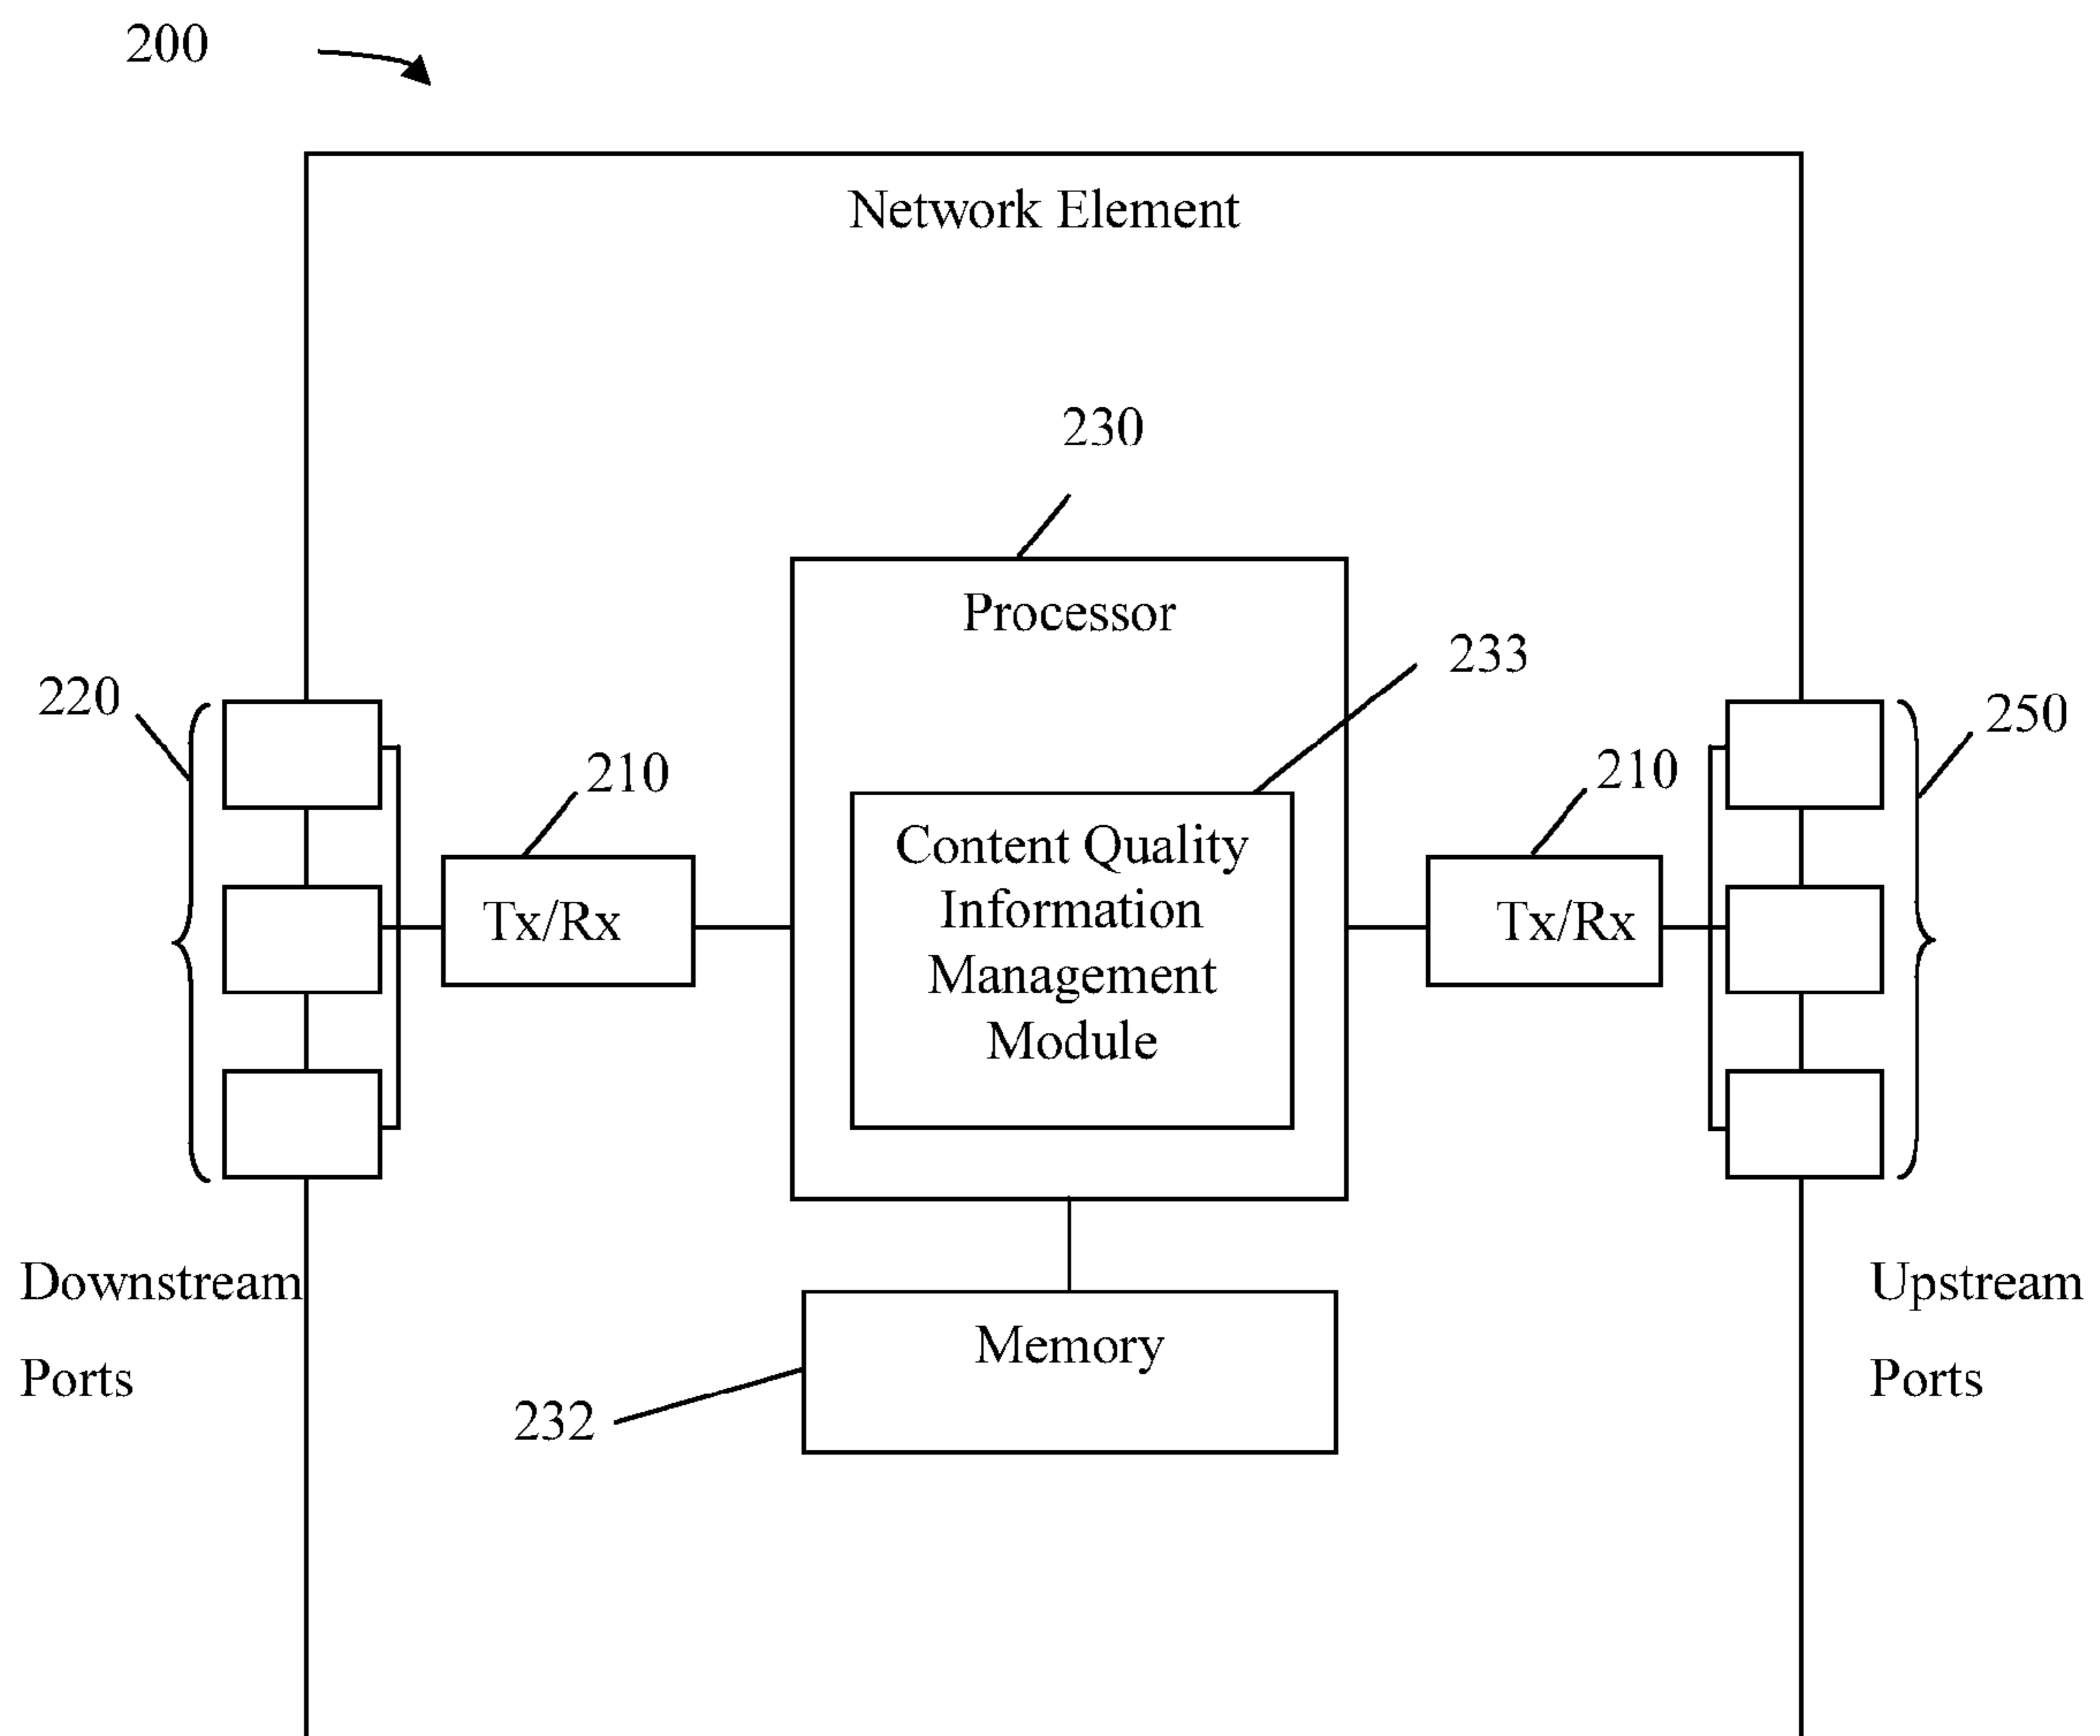 200
Network Element
230
Processor
233
220
250
210
210
Content Quality
Information
Management
Module
Tx/Rx
Tx/Rx
Downstream
Ports
Upstream
Ports
Memory
232